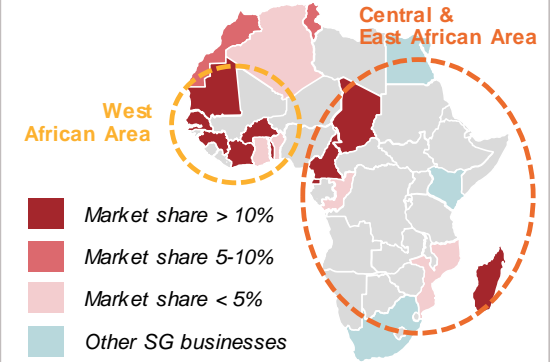 Central &
East African Area
West
African Area
Market share > 10%
Market share 5-10%
Market share < 5%
Other SG businesses